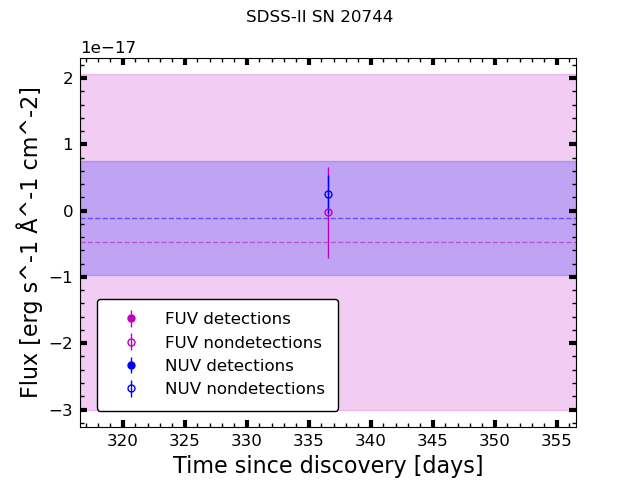 SDSS-II SN 20744
1e−17
Flux [erg s^-1 Å^-1 cm^-2]
2
1
0
−1
−2
−3
FUV detections
FUV nondetections
NUV detections
NUV nondetections
320 325 330 335 340 345 350 355
Time since discovery [days]